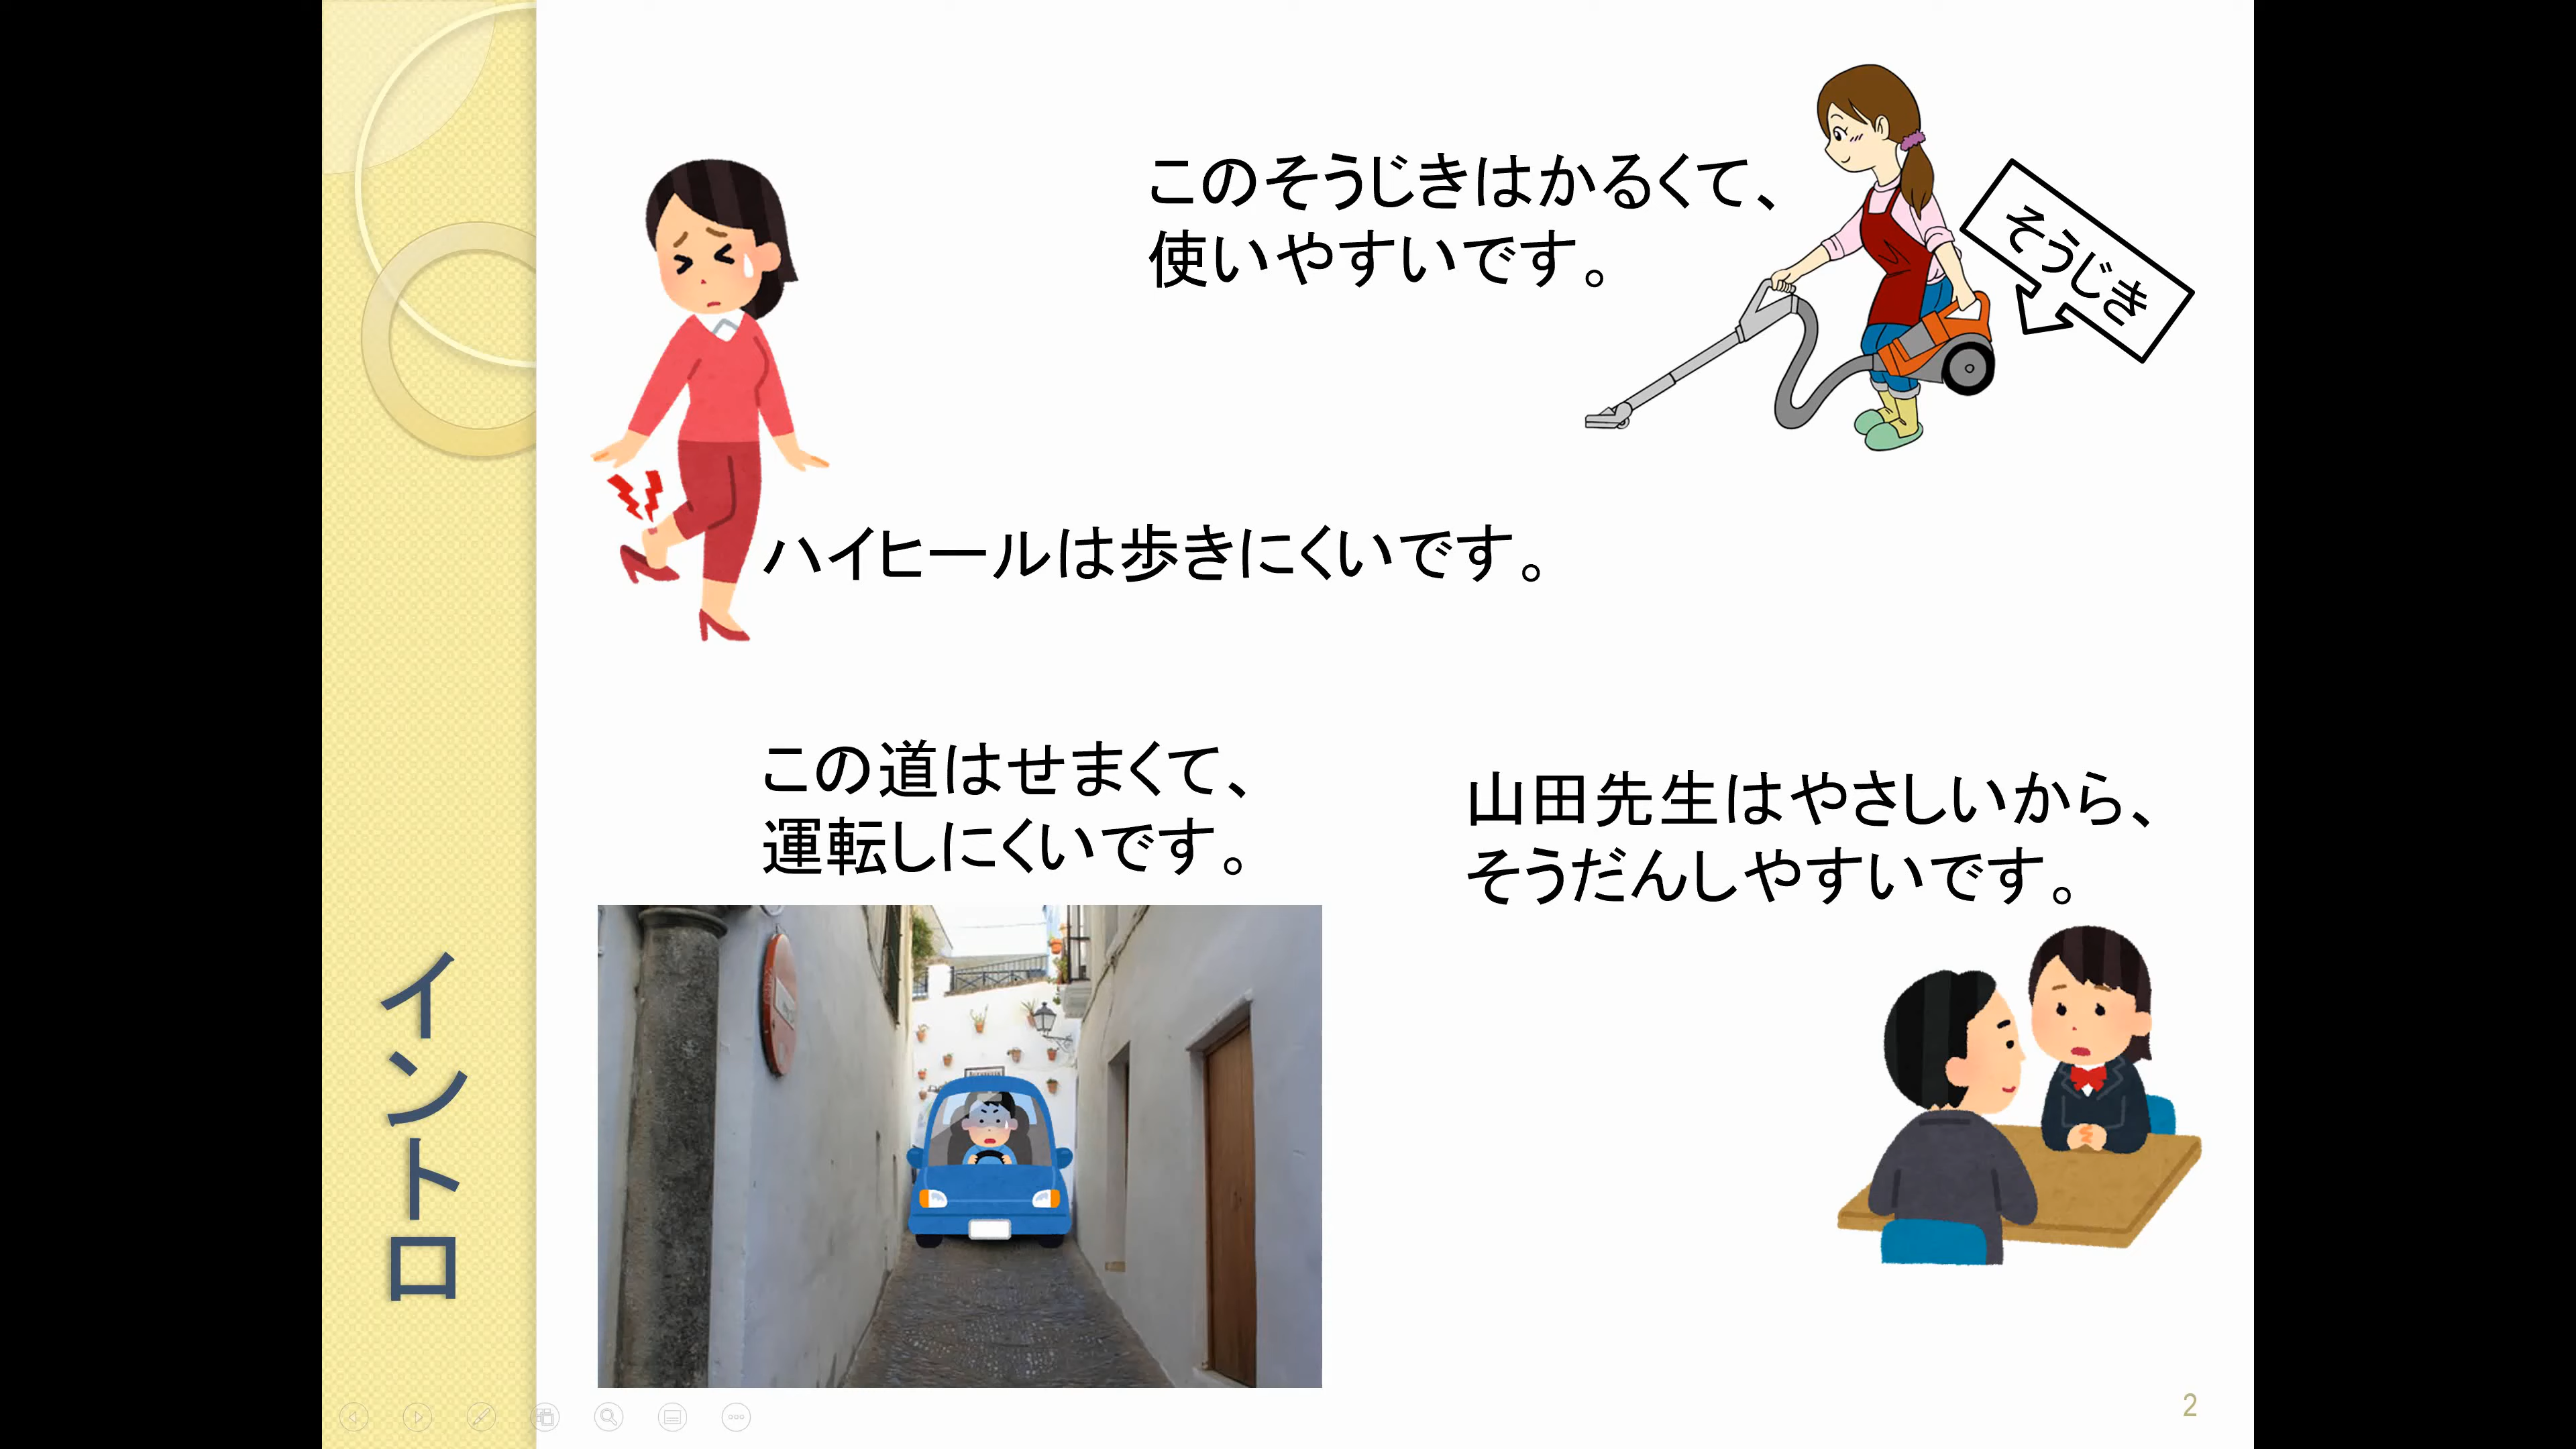 イントロ
このそうじきはかるくて、
使いやすいです。
そうじき
ハイヒールは歩きにくいです。
この道はせまくて、
運転しにくいです。
山田先生はやさしいから、
そうだんしやすいです。
2